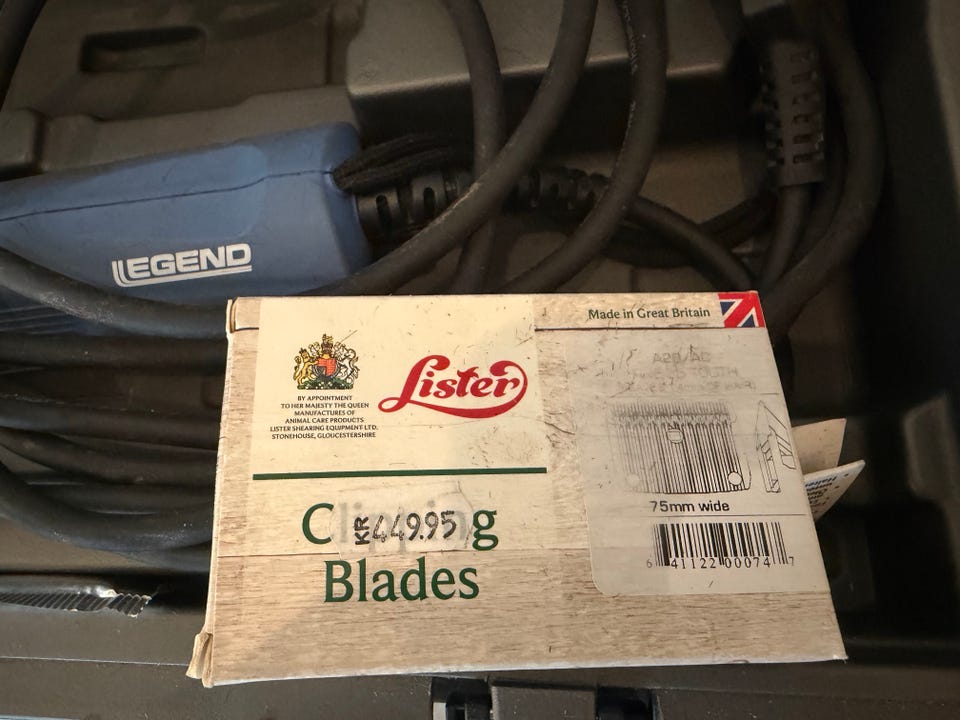 LEGEND
Made in Great Britain
BY APPOINTMENT
TO HER MAJESTY THE QUEEN
MANUFACTURES OF
ANIMAL CARE PRODUCTS
LISTER SHEARING EQUIPMENT LTD.
STONEHOUSE, GLOUCESTERSHIRE
Lister
Clipping
KR 449.95
Blades
75mm wide
6 41122 00074 7